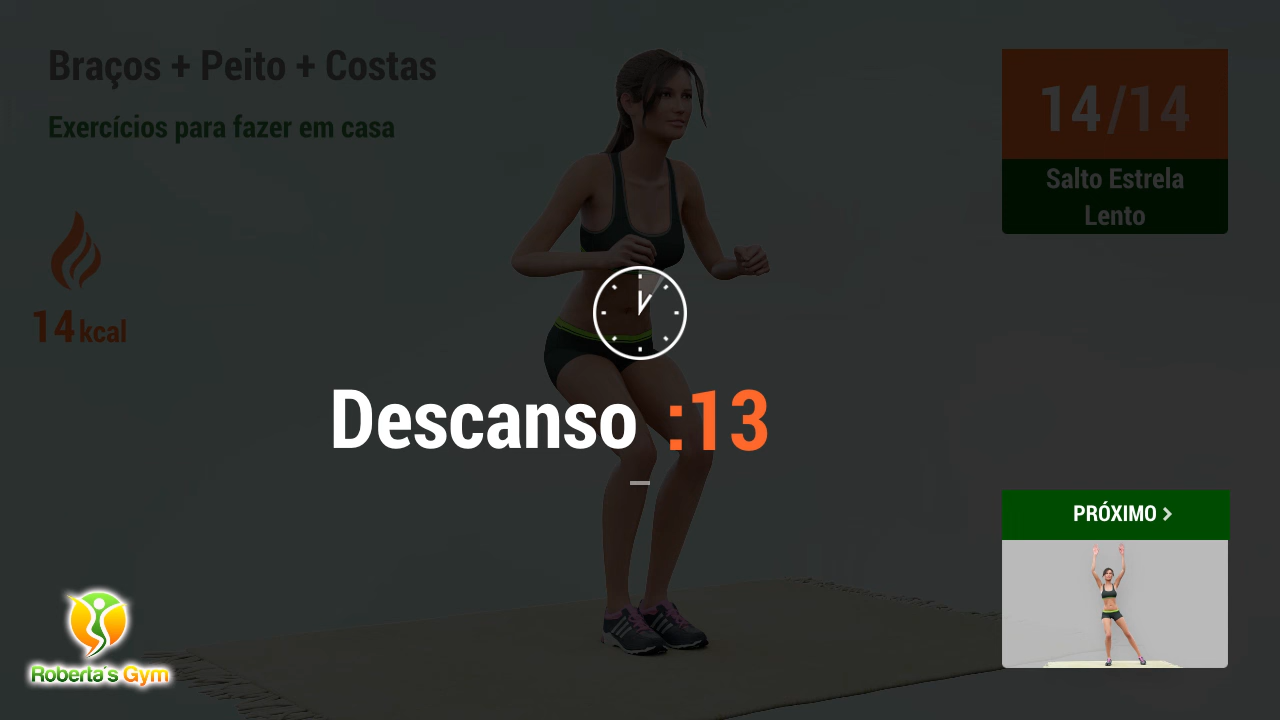 Braços + Peito + Costas
Exercícios para fazer em casa
14/14
Salto Estrela
Lento
14 kcal
Descanso :13
PRÓXIMO >
Roberta´s Gym